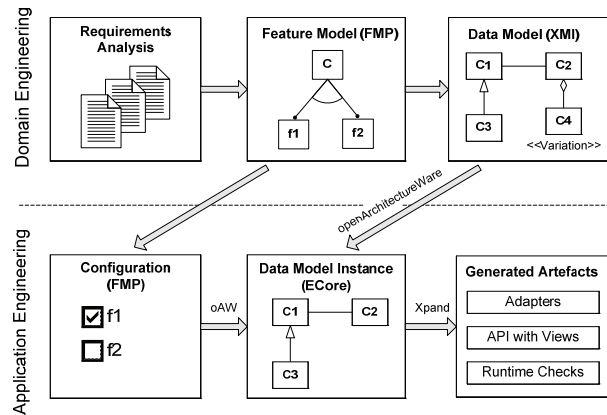 Domain Engineering
Requirements
Analysis
Feature Model (FMP)
C
f1
f2
Data Model (XMI)
C1
C2
C3
C4
<<Variation>>
openArchitectureWare
Application Engineering
Configuration
(FMP)
f1
f2
oAW
Data Model Instance
(ECore)
C1
C2
C3
Xpand
Generated Artefacts
Adapters
API with Views
Runtime Checks